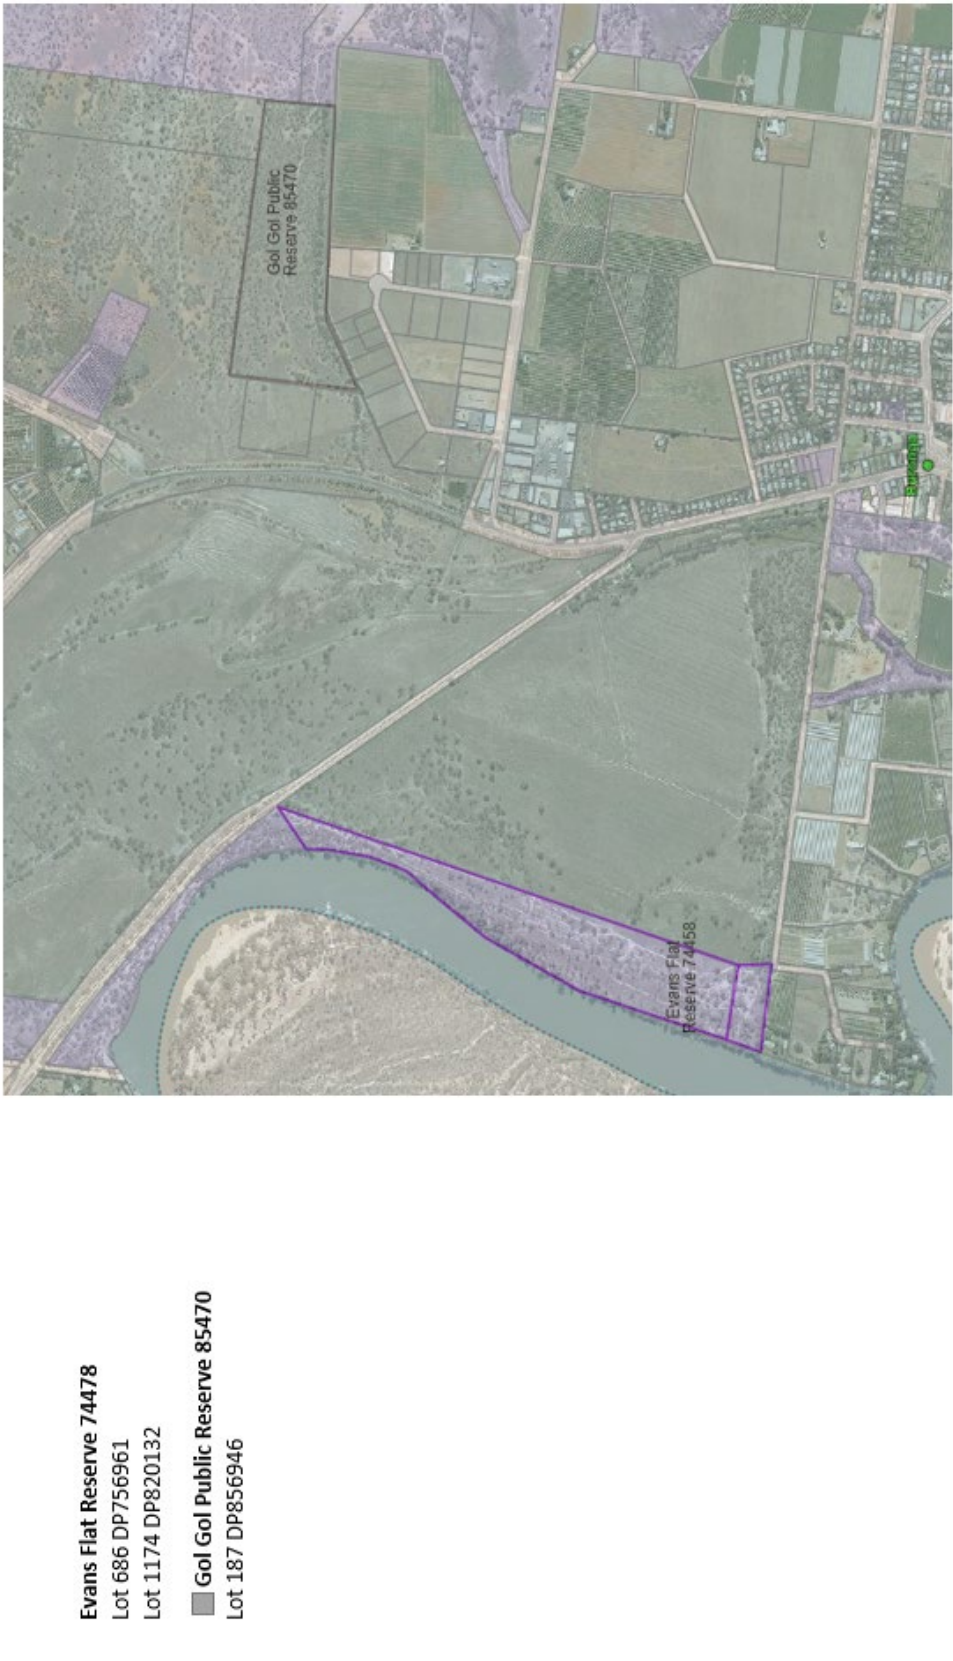 Evans Flat Reserve 74478
Lot 686 DP756961
Lot 1174 DP820132
Gol Gol Public Reserve 85470
Lot 187 DP856946
Gol Gol Public
Reserve 85470
Evans Flat
Reserve 74458
Buronga